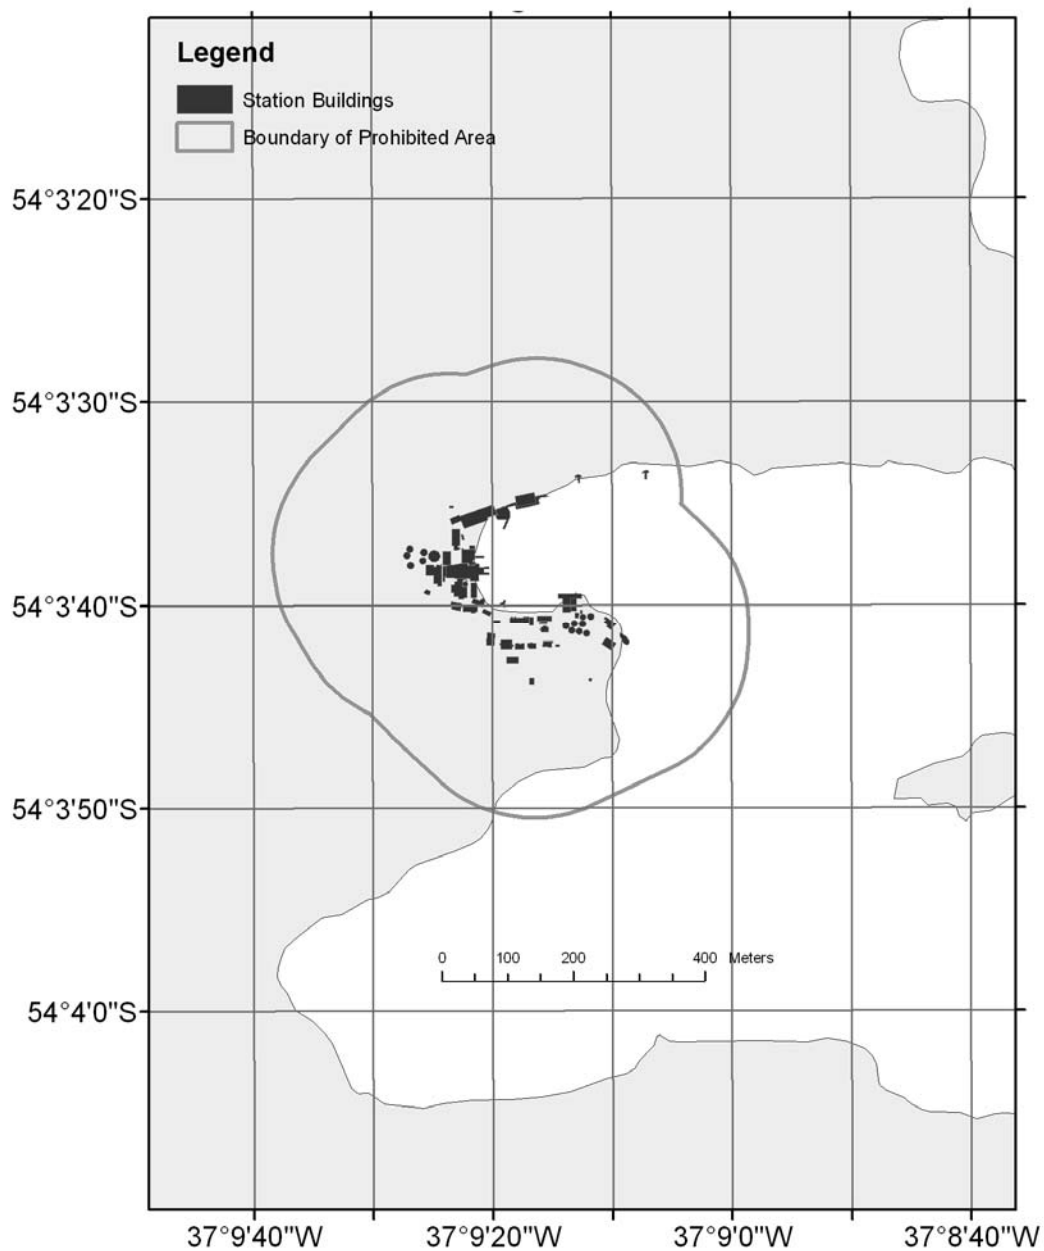 Legend
Station Buildings
Boundary of Prohibited Area
54°3'20"S
54°3'30"S
54°3'40"S
54°3'50"S
0 100 200 400 Meters
54°4'0"S
37°9'40"W 37°9'20"W 37°9'0"W 37°8'40"W